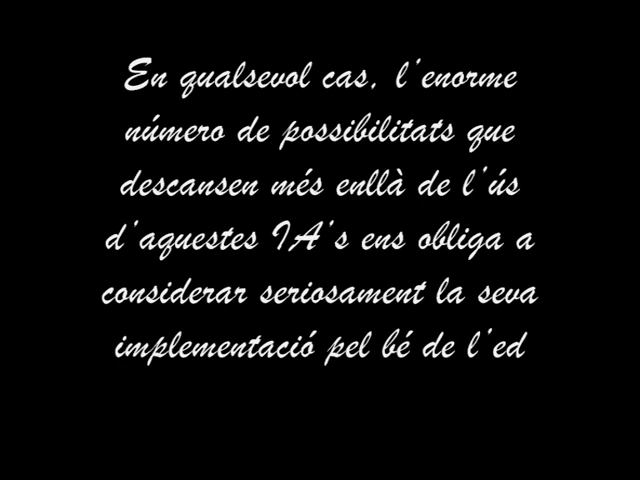 En qualsevol cas, l'enorme
número de possibilitats que
descansen més enllà de l'ús
d'aquestes IA's ens obliga a
considerar seriosament la seva
implementació pel bé de l'ed